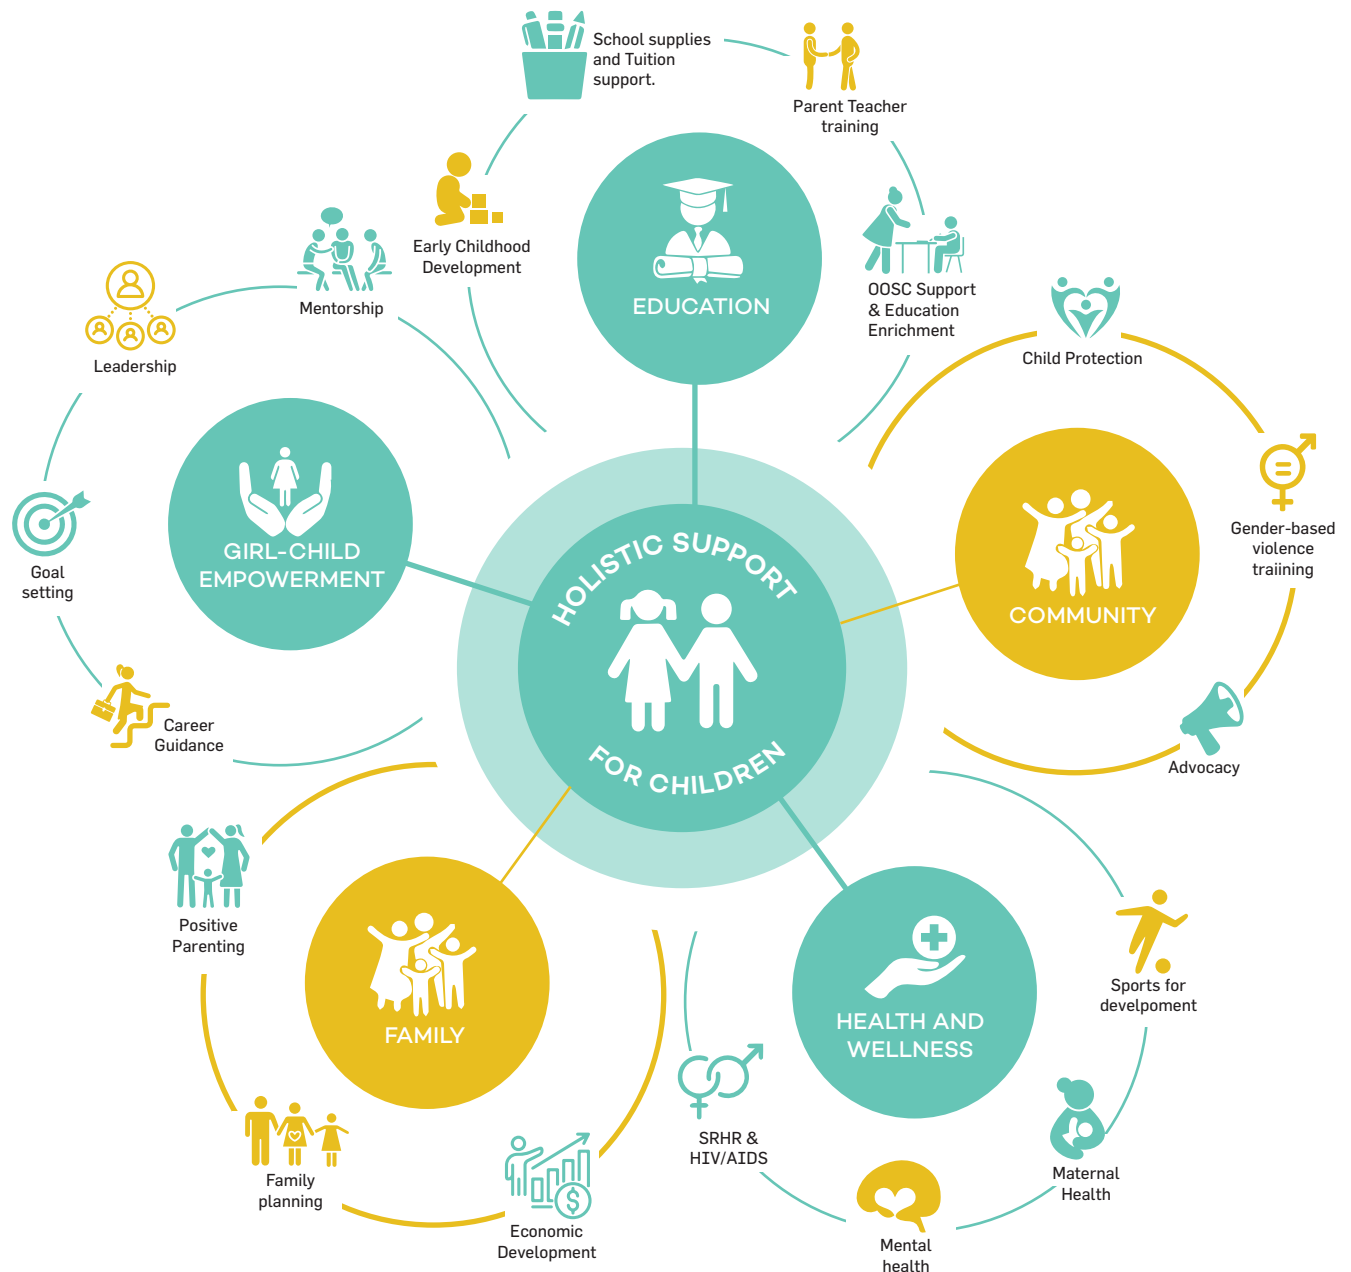 School supplies
and Tuition
support.
Parent Teacher
training
Early Childhood
Development
EDUCATION
OOSC Support
& Education
Enrichment
Mentorship
Leadership
Goal
setting
Career
Guidance
GIRL-CHILD
EMPOWERMENT
Child Protection
Gender-based
violence
traiining
Advocacy
COMMUNITY
HOLISTIC SUPPORT
FOR CHILDREN
Positive
Parenting
Family
planning
Economic
Development
FAMILY
HEALTH AND
WELLNESS
Sports for
develpoment
Maternal
Health
Mental
health
SRHR &
HIV/AIDS
$